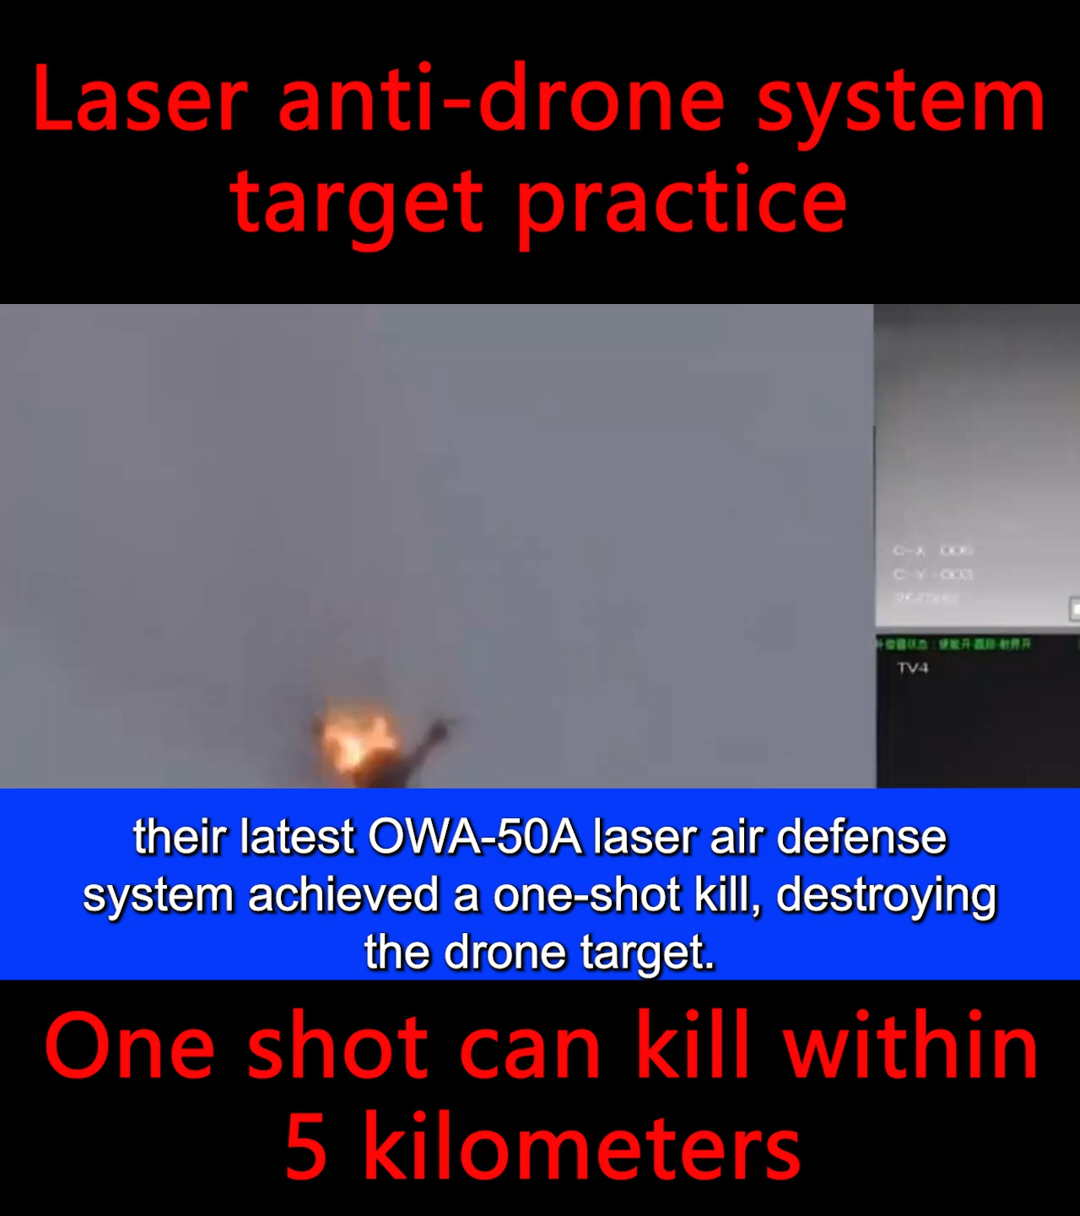 Laser anti-drone system
target practice
TV4
their latest OWA-50A laser air defense
system achieved a one-shot kill, destroying
the drone target.
One shot can kill within
5 kilometers